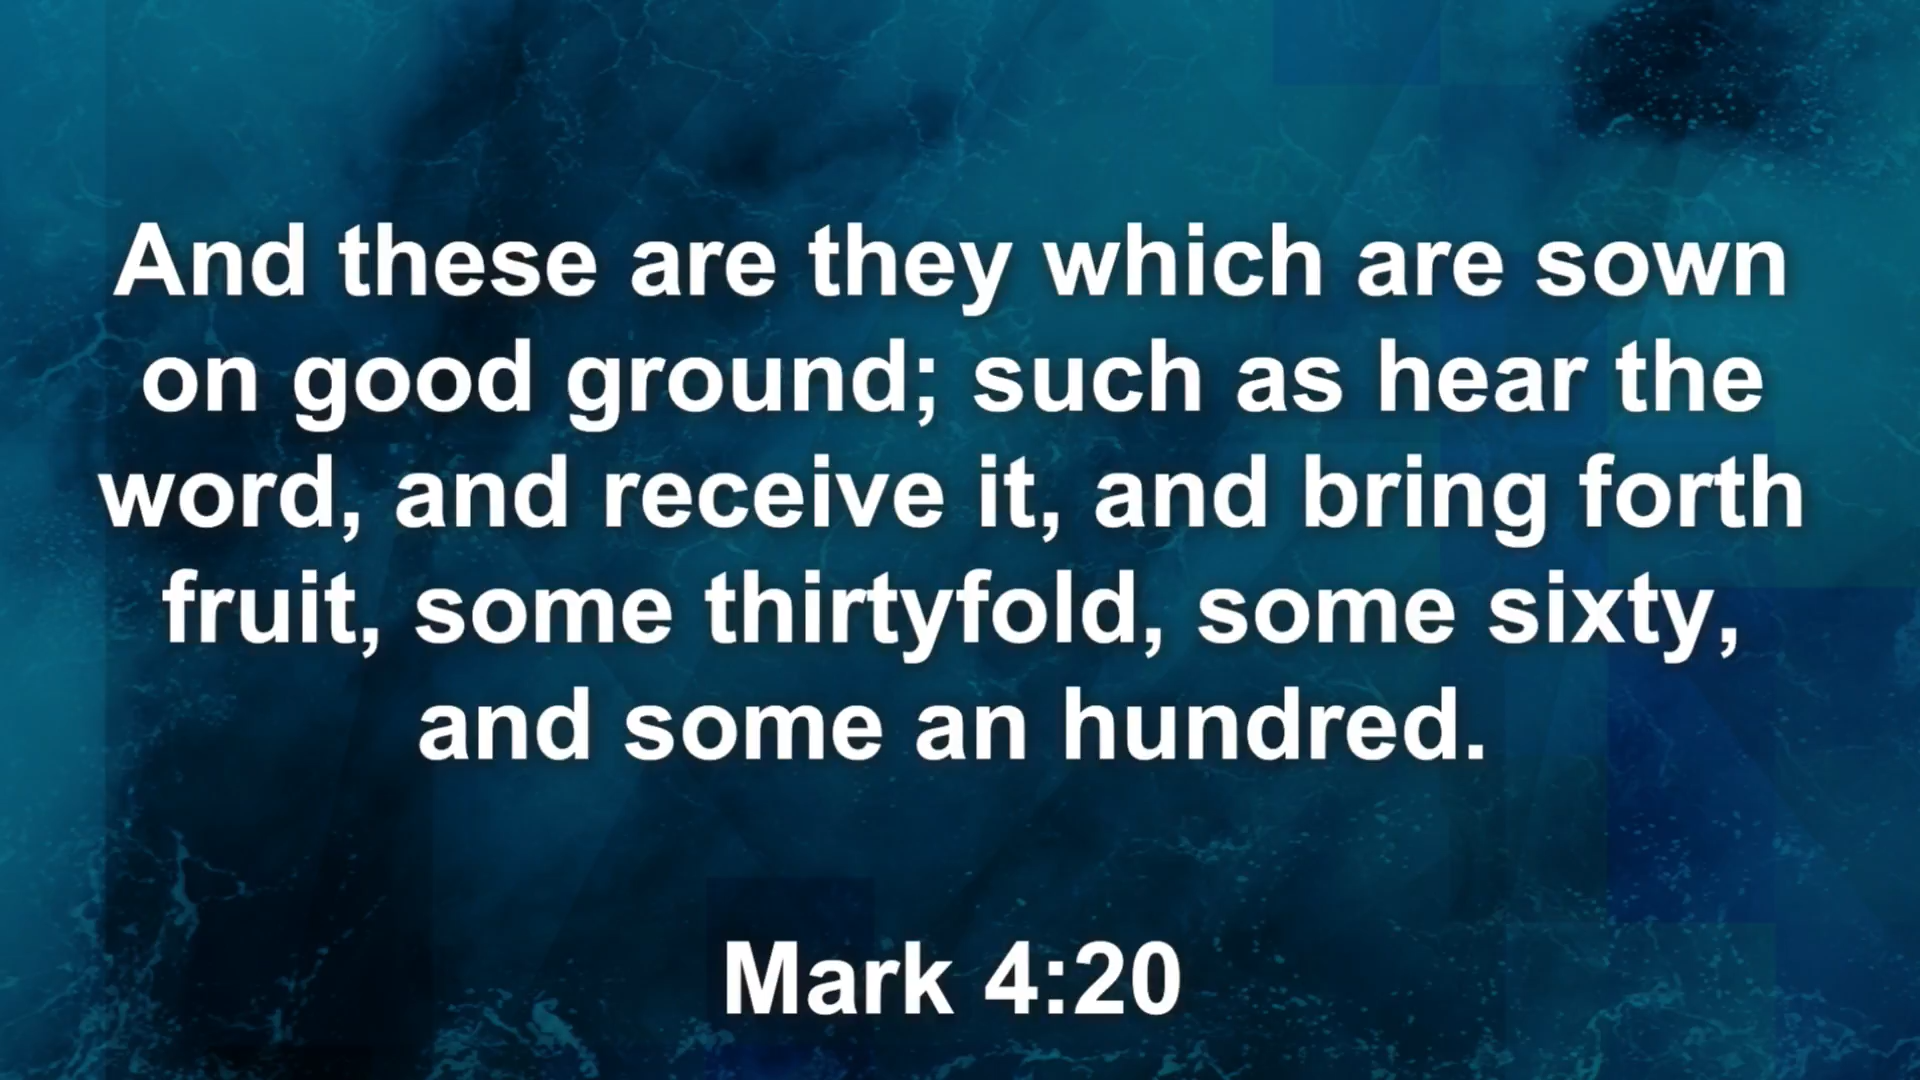 And these are they which are sown
on good ground; such as hear the
word, and receive it, and bring forth
fruit, some thirtyfold, some sixty,
and some an hundred.
Mark 4:20